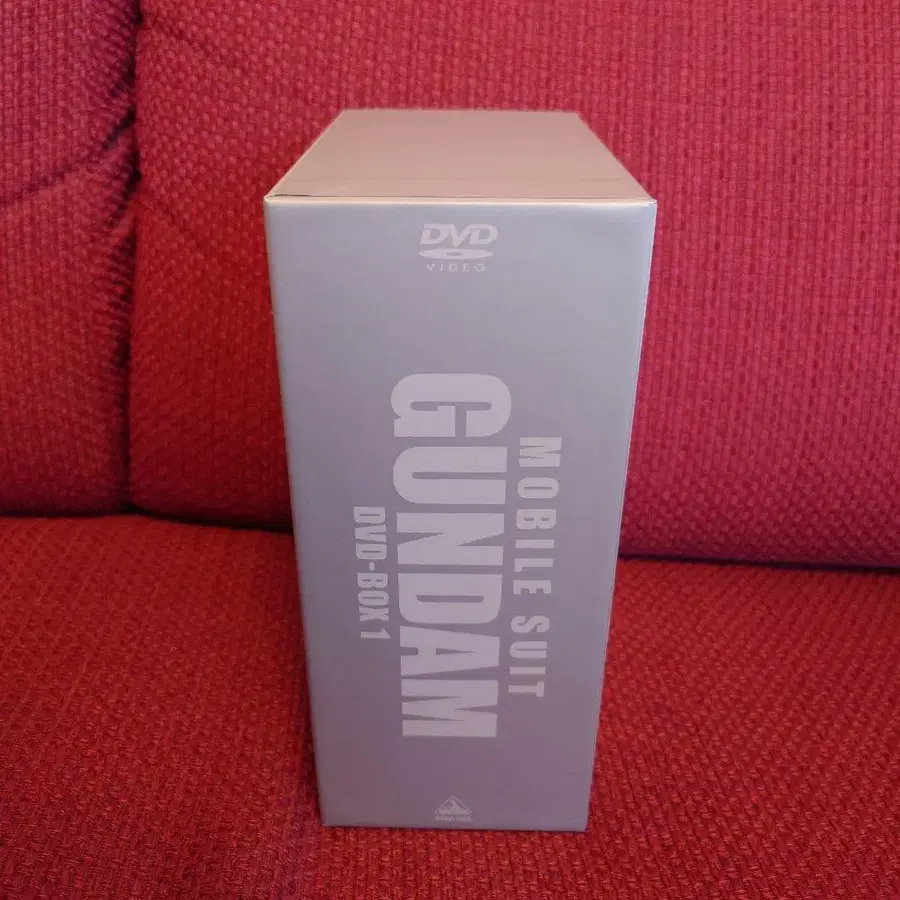 DVD
VIDEO
MOBILE SUIT
GUNDAM
DVD-BOX 1